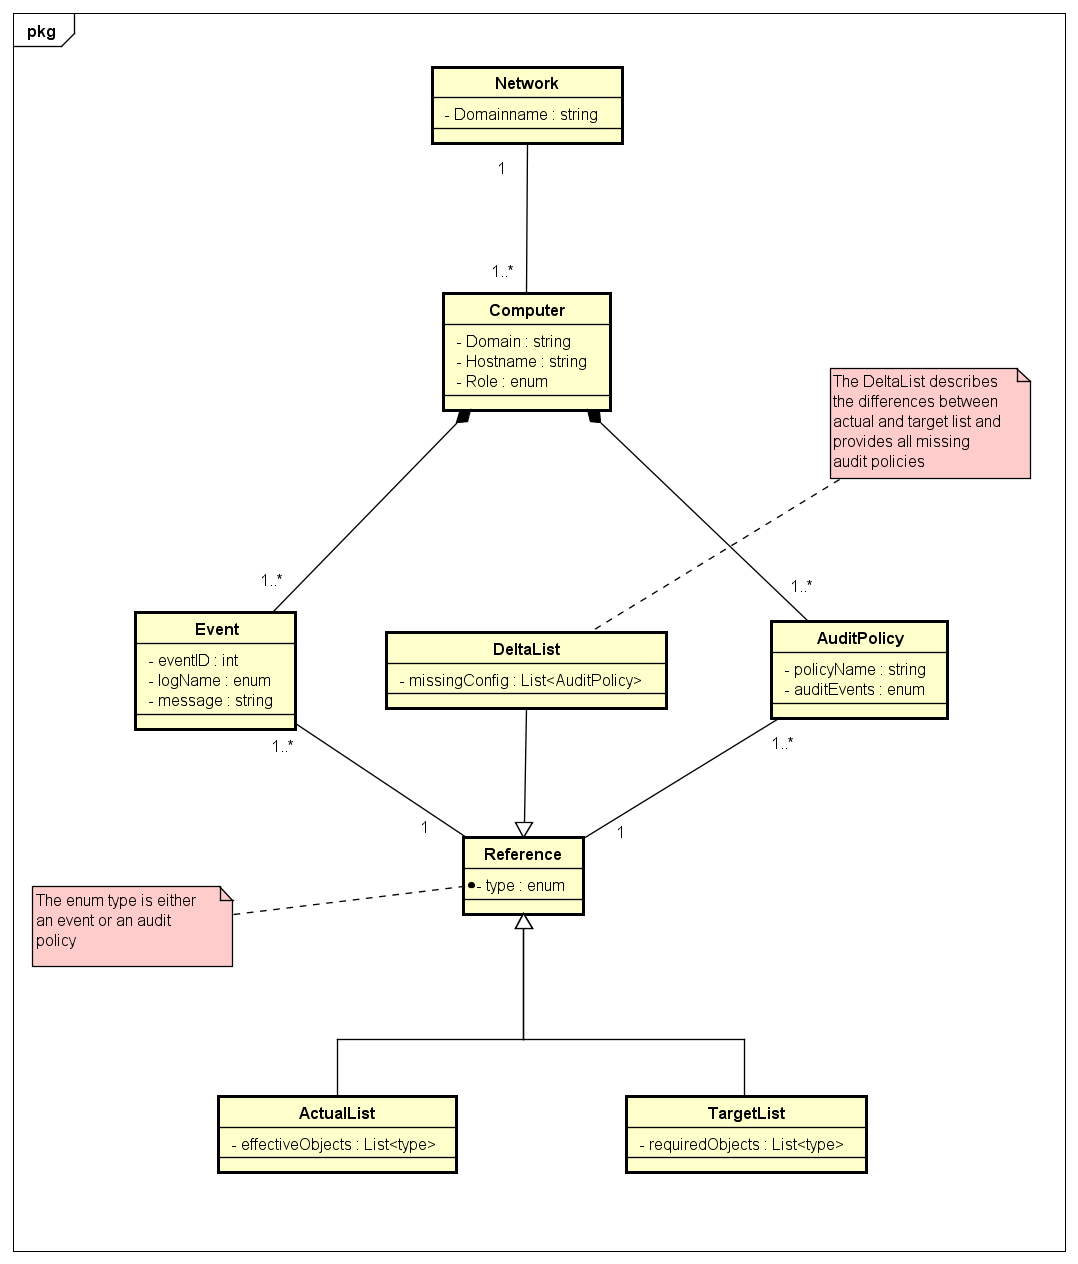 pkg
Network
- Domainname : string
1
1..*
Computer
- Domain : string
- Hostname : string
- Role : enum
The DeltaList describes
the differences between
actual and target list and
provides all missing
audit policies
1..*
1..*
Event
- eventID : int
- logName : enum
- message : string
DeltaList
- missingConfig : List<AuditPolicy>
AuditPolicy
- policyName : string
- auditEvents : enum
1..*
1..*
1
1
Reference
- type : enum
The enum type is either
an event or an audit
policy
ActualList
- effectiveObjects : List<type>
TargetList
- requiredObjects : List<type>